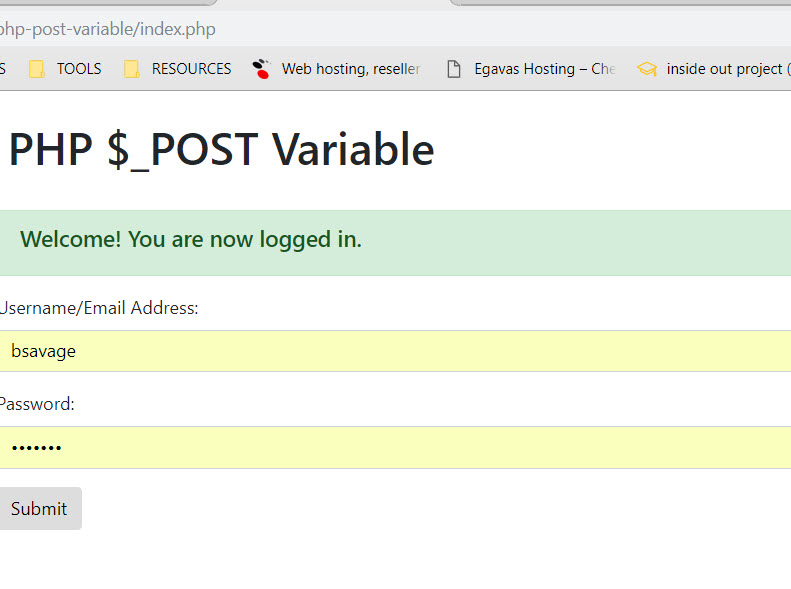 php-post-variable/index.php
S TOOLS RESOURCES Web hosting, reseller Egavas Hosting – Che inside out project (
PHP $_POST Variable
Welcome! You are now logged in.
Username/Email Address:
bsavage
Password:
•••••••
Submit